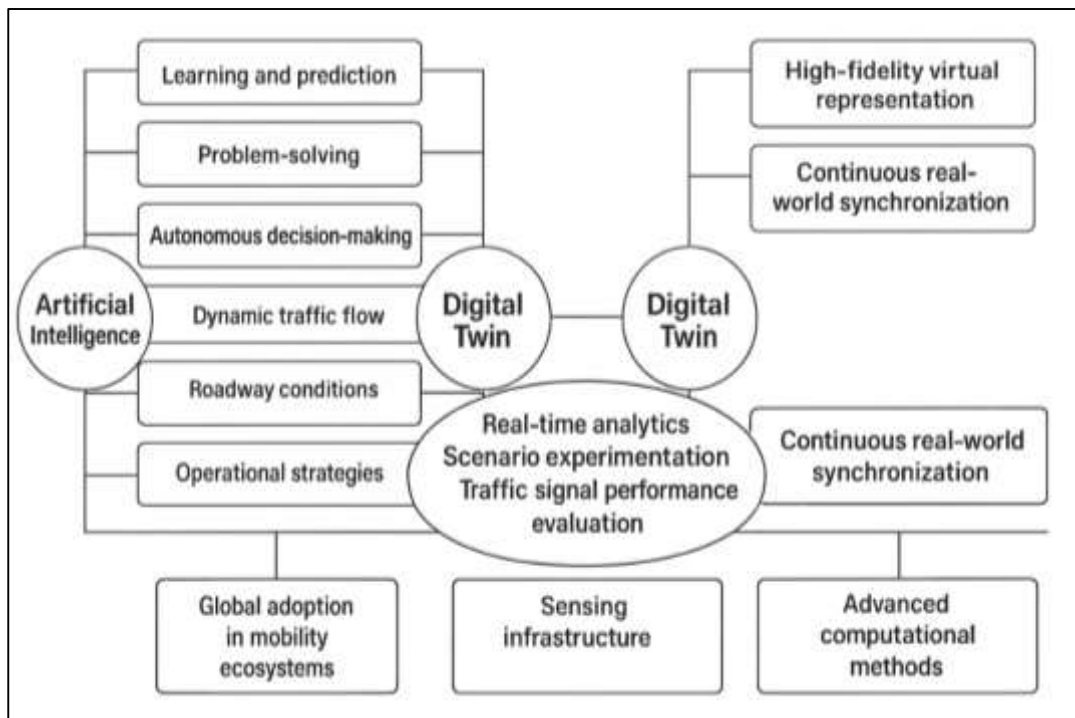 Learning and prediction
Problem-solving
Autonomous decision-making
Artificial
Intelligence
Dynamic traffic flow
Roadway conditions
Operational strategies
Digital
Twin
Digital
Twin
High-fidelity virtual
representation
Continuous real-
world synchronization
Real-time analytics
Scenario experimentation
Traffic signal performance
evaluation
Continuous real-world
synchronization
Global adoption
in mobility
ecosystems
Sensing
infrastructure
Advanced
computational
methods